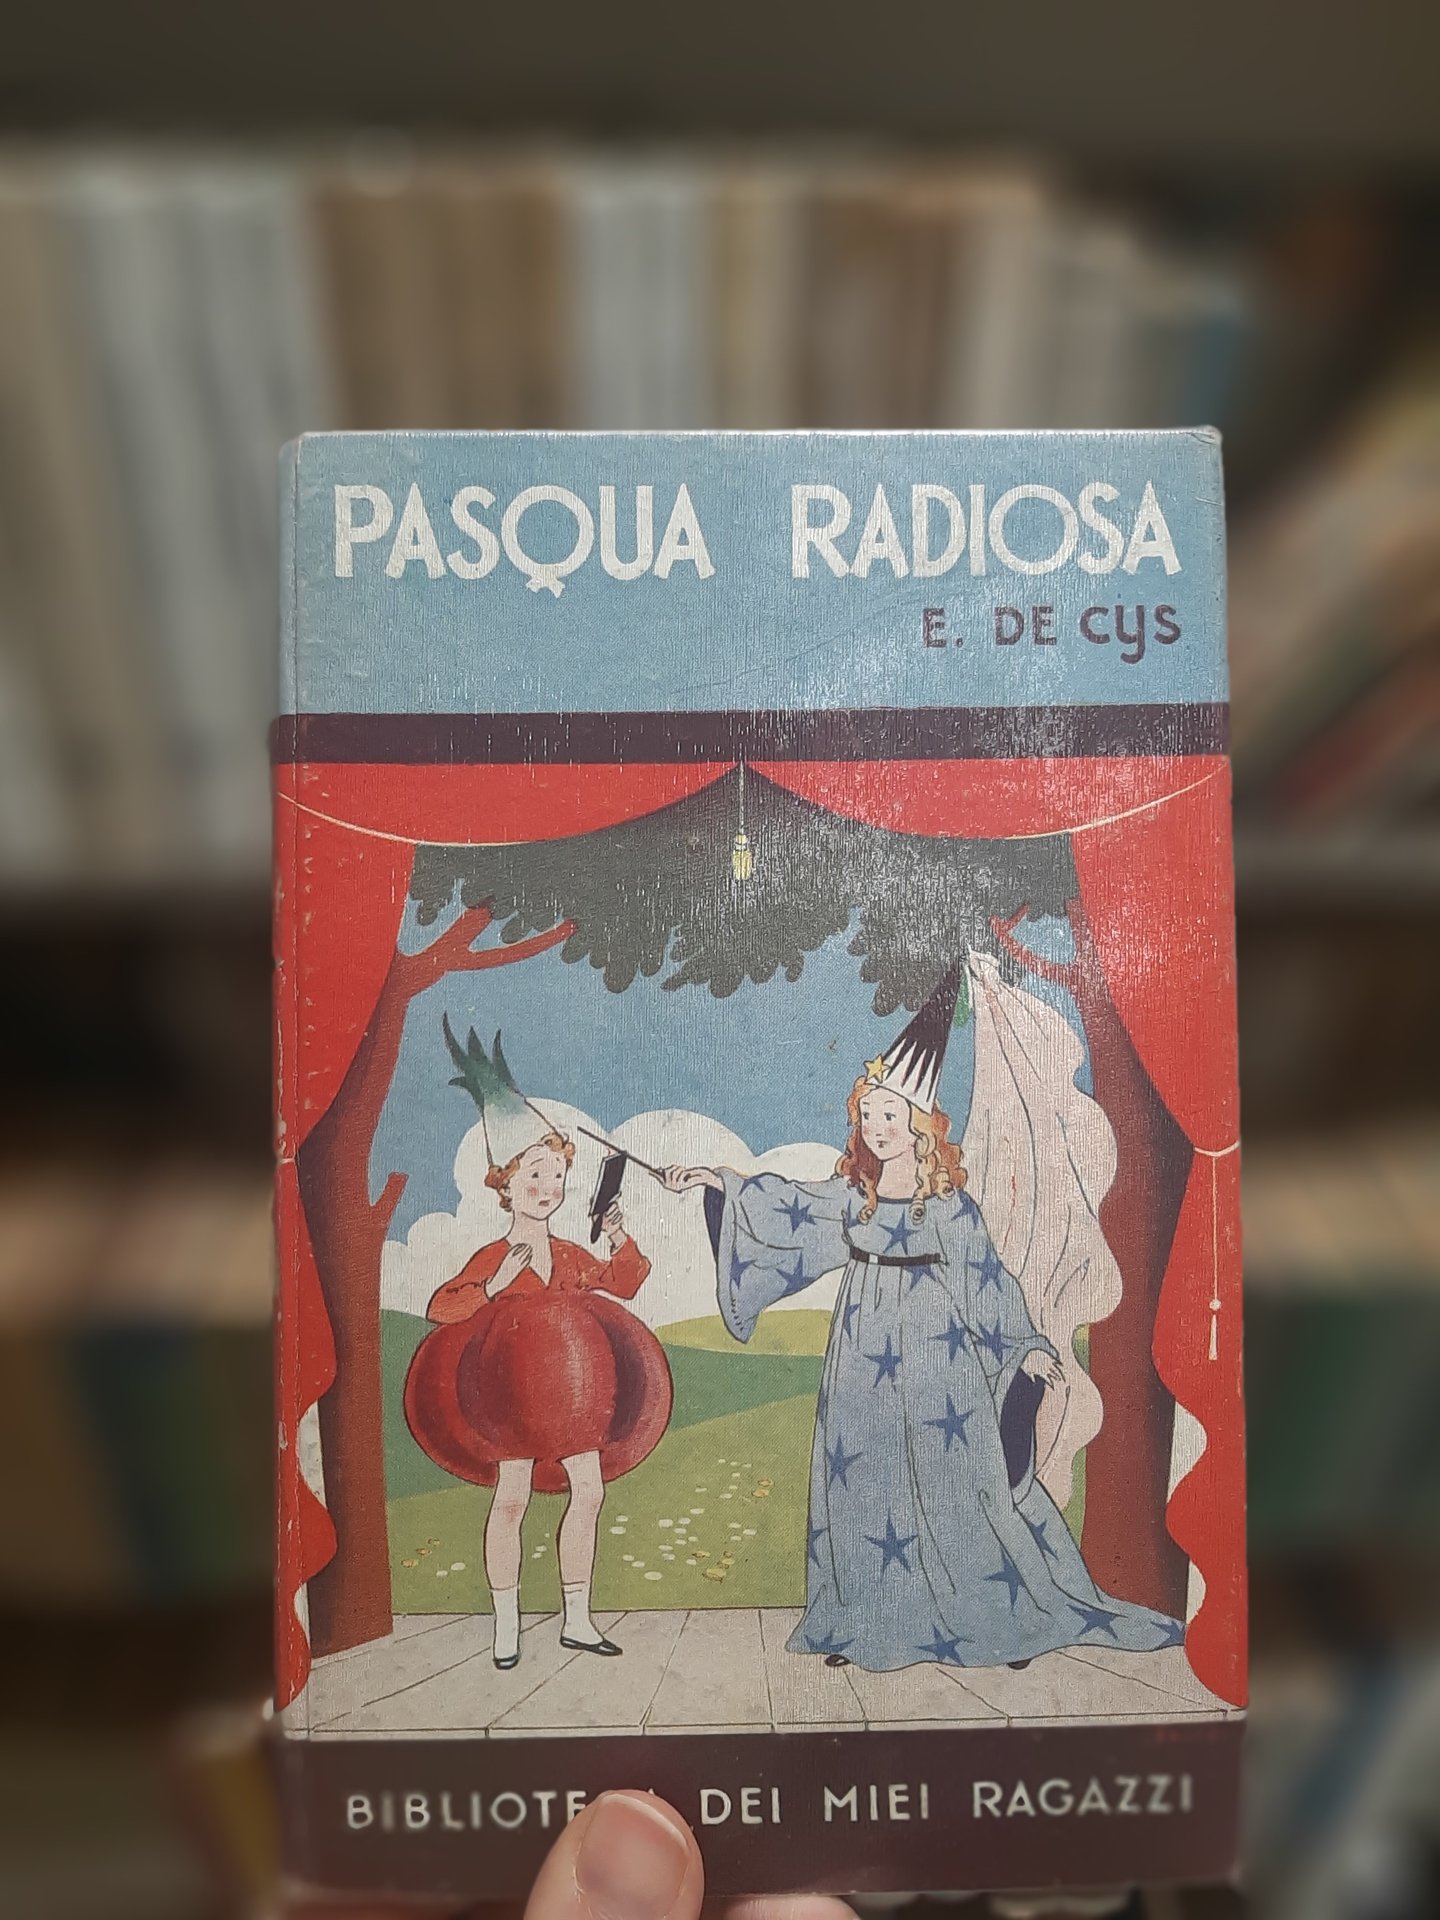 PASQUA RADIOSA
E. DE CYS
DEI MIEI RAGAZZI